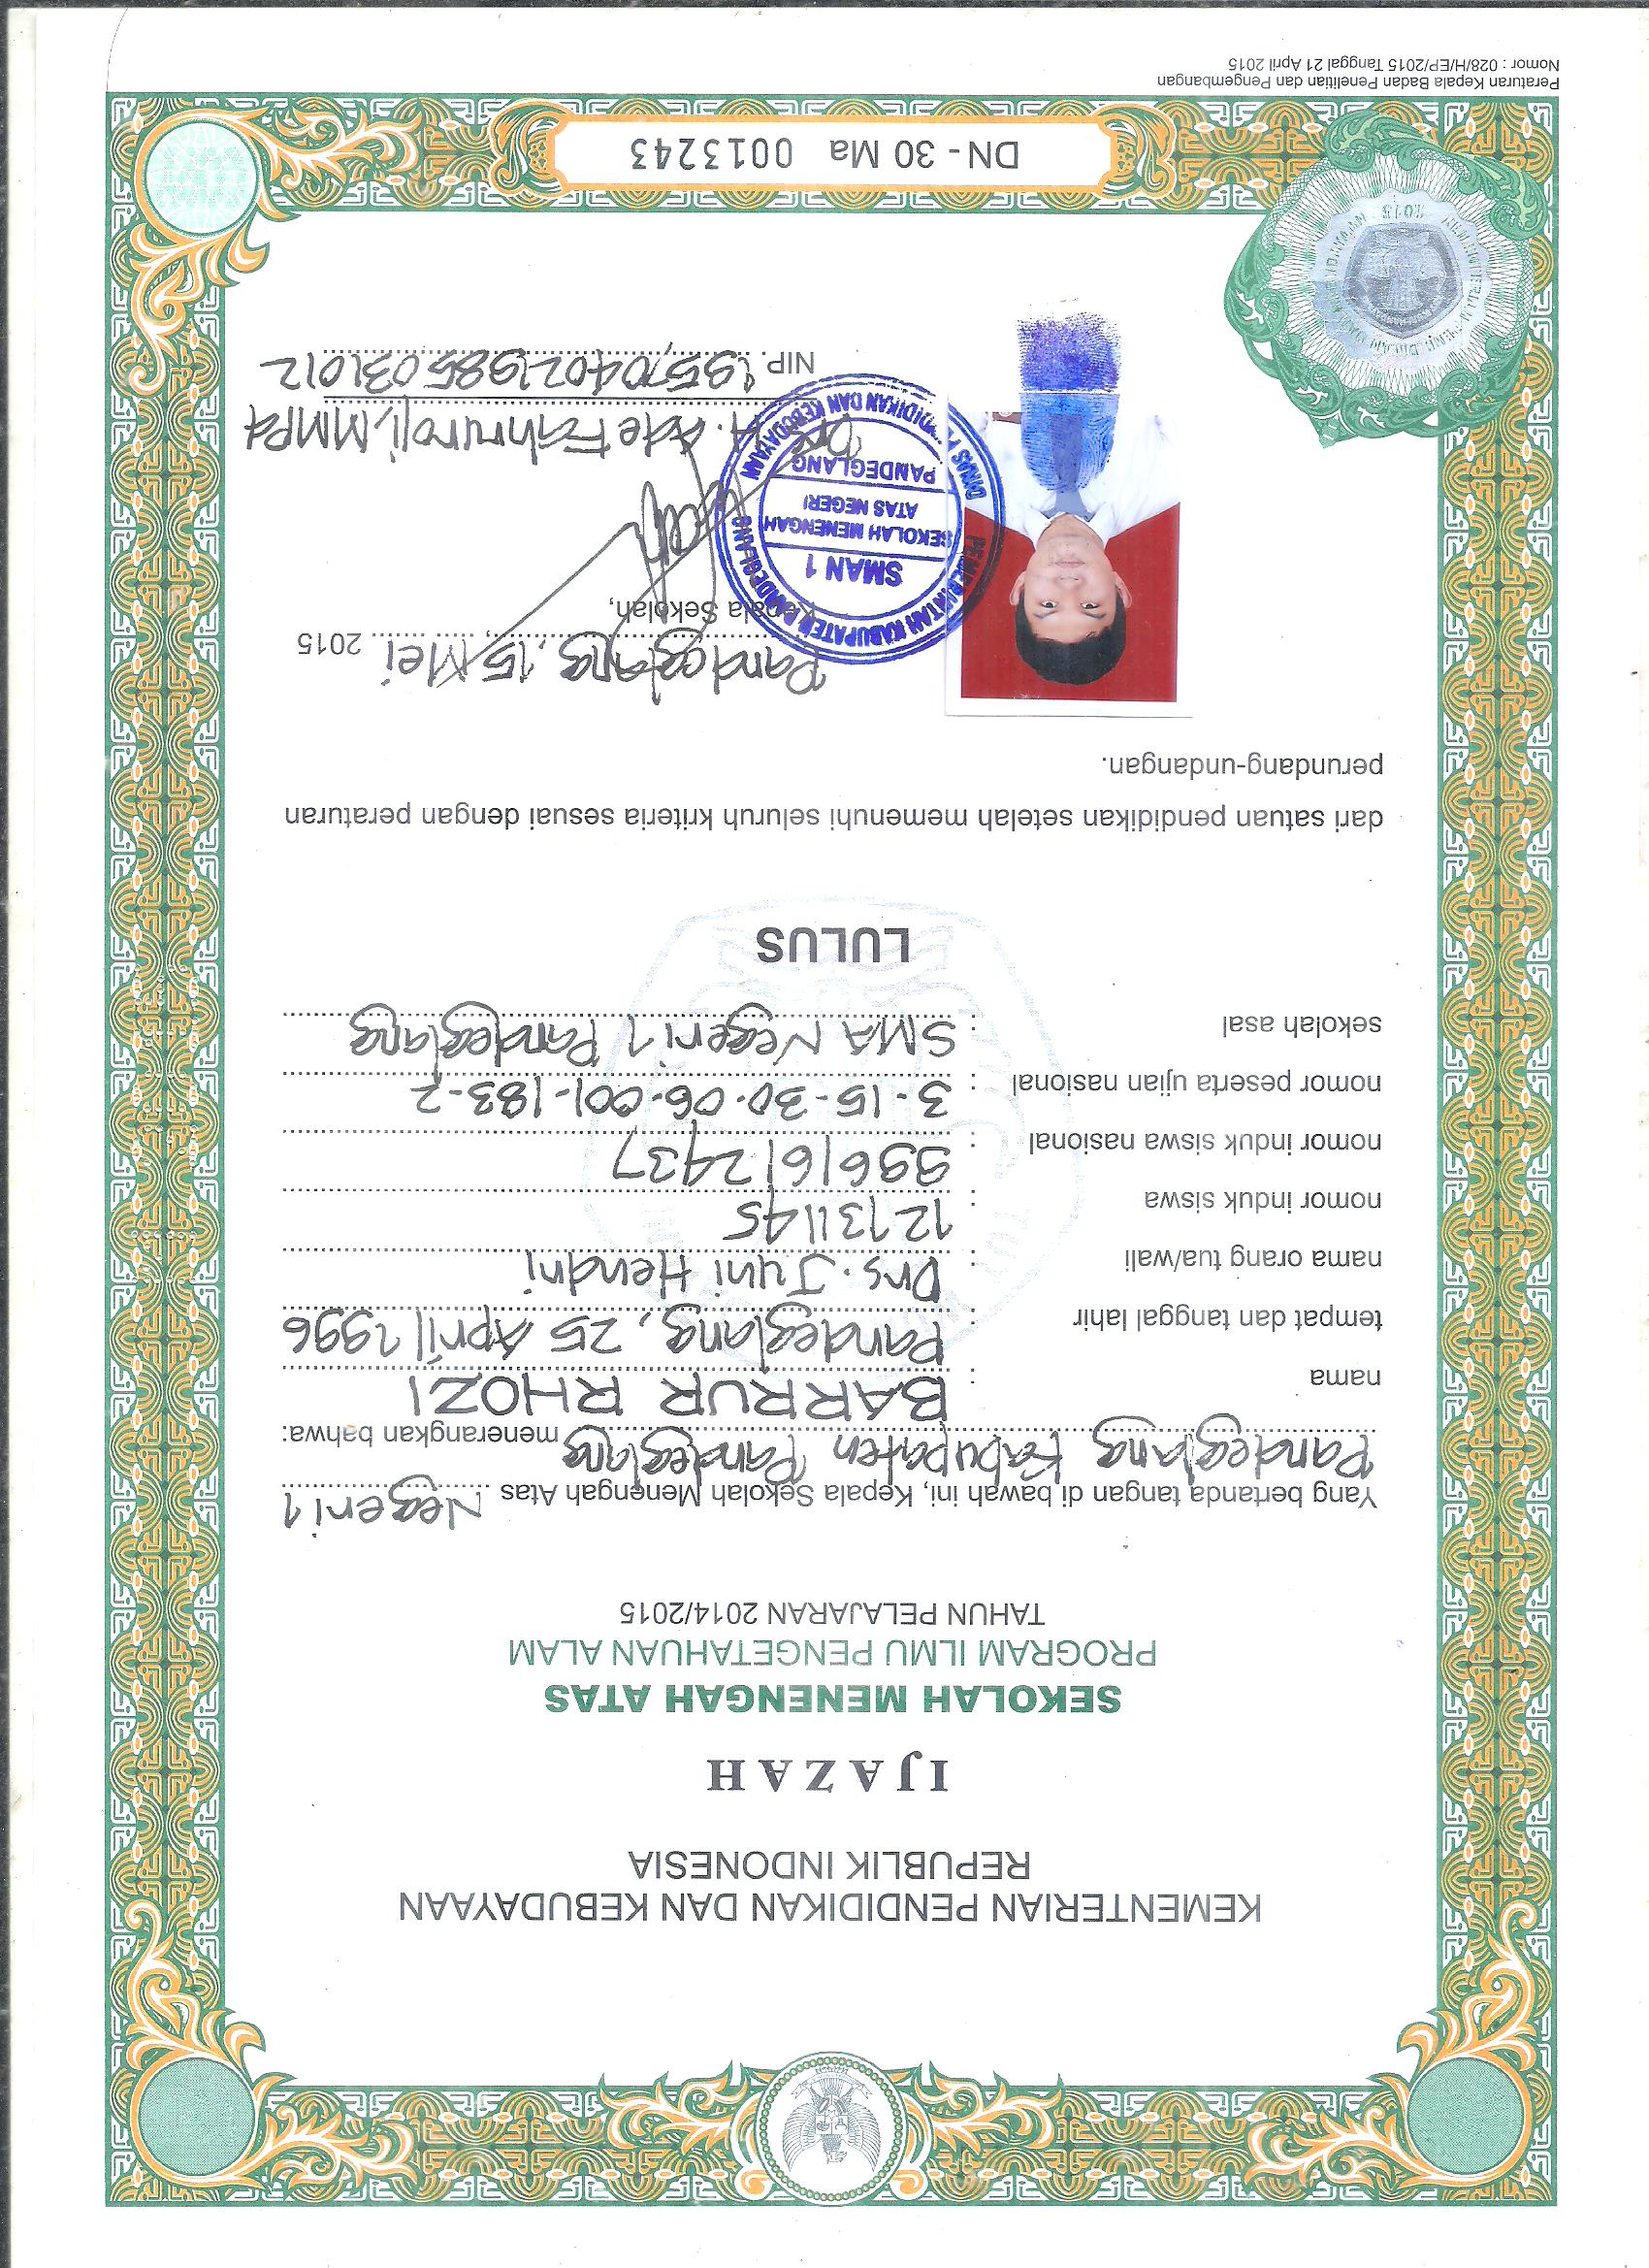 KEMENTERIAN PENDIDIKAN DAN KEBUDAYAAN
REPUBLIK INDONESIA
IJAZAH
SEKOLAH MENENGAH ATAS
PROGRAM ILMU PENGETAHUAN ALAM
TAHUN PELAJARAN 2014/2015
Yang bertanda tangan di bawah ini, Kepala Sekolah Menengah Atas Negeri 1
Pandeglang Kabupaten Pandeglang menerangkan bahwa:
nama : BARRUR RHOZI
tempat dan tanggal lahir : Pandeglang, 25 April 1996
nama orang tua/wali : Drs. Juni Hendri
nomor induk siswa : 12131145
nomor induk siswa nasional : 9961612437
nomor peserta ujian nasional : 3-15-30-06-001-183-2
sekolah asal : SMA Negeri 1 Pandeglang
LULUS
dari satuan pendidikan setelah memenuhi seluruh kriteria sesuai dengan peraturan
perundang-undangan.
Pandeglang, 15, Mei 2015
Kepala Sekolah,
PEMERINTAH KABUPATEN PANDEGLANG
SMAN 1
SEKOLAH MENENGAH
ATAS NEGERI
PANDEGLANG
DINAS PENDIDIKAN DAN KEBUDAYAAN
Drs. H. Ade Fahruroji, MMPd
NIP. 195704021985031012
2015
DN - 30 Ma 0013243
Peraturan Kepala Badan Penelitian dan Pengembangan
Nomor : 028/H/EP/2015 Tanggal 21 April 2015